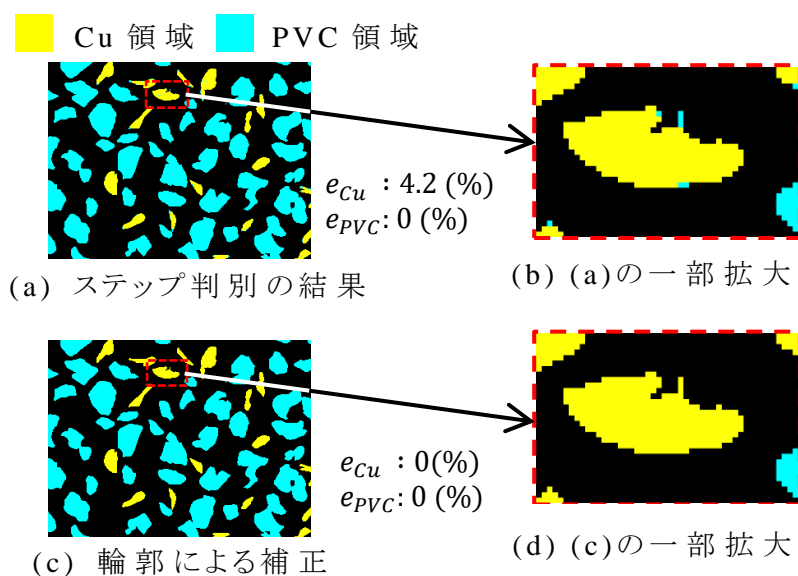 Cu 領域 PVC 領域
e_Cu : 4.2 (%)
e_PVC: 0 (%)
(a) ステップ判別の結果
(b) (a)の一部拡大
e_Cu : 0(%)
e_PVC: 0 (%)
(c) 輪郭による補正
(d) (c)の一部拡大